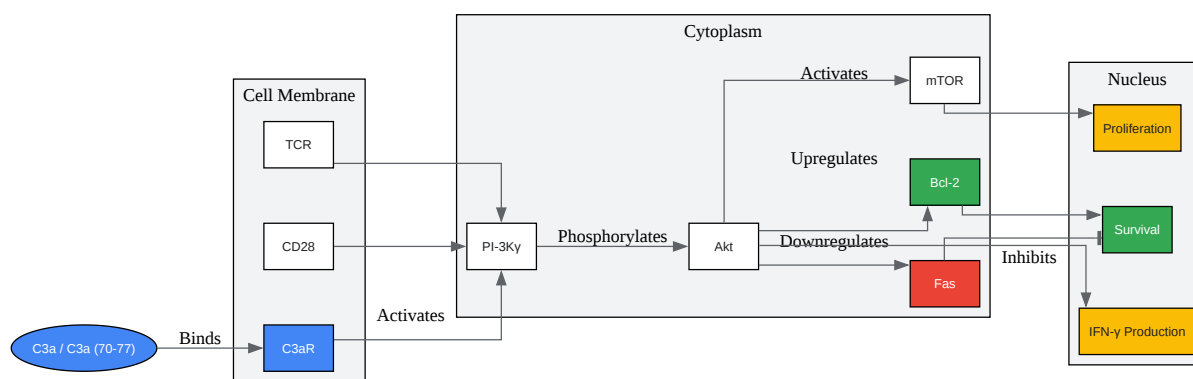 Cytoplasm
Cell Membrane
Nucleus
TCR
CD28
C3aR
C3a / C3a (70-77)
Binds
Activates
PI-3Kγ
Phosphorylates
Akt
Activates
mTOR
Upregulates
Bcl-2
Downregulates
Fas
Inhibits
Proliferation
Survival
IFN-γ Production